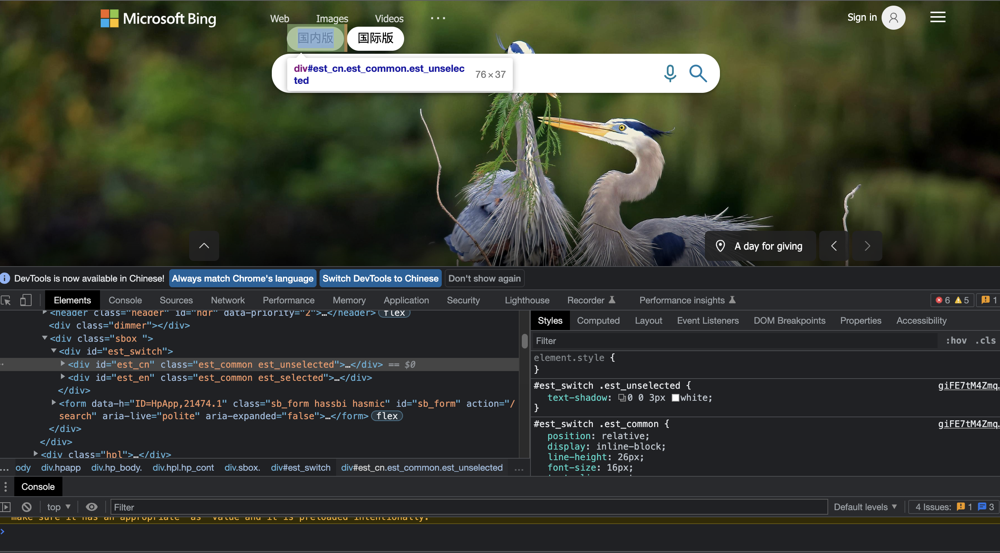 Microsoft Bing
Web Images Videos ···
Sign in
国内版 国际版
div#est_cn.est_common.est_unselec
ted
76×37
A day for giving
DevTools is now available in Chinese! Always match Chrome's language Switch DevTools to Chinese Don't show again
Elements Console Sources Network Performance Memory Application Security Lighthouse Recorder Performance insights 6 5 1
<header class="header" id="hdr" data-priority="2">…</header> flex
<div class="dimmer"></div>
<div class="sbox ">
<div id="est_switch">
<div id="est_cn" class="est_common est_unselected">…</div> == $0
<div id="est_en" class="est_common est_selected">…</div>
</div>
<form data-h="ID=HpApp,21474.1" class="sb_form hassbi hasmic" id="sb_form" action="/
search" aria-live="polite" aria-expanded="false">…</form> flex
</div>
</div>
<div class="hpl">…</div>
… ody div.hpapp div.hp_body. div.hpl.hp_cont div.sbox. div#est_switch div#est_cn.est_common.est_unselected …
Styles Computed Layout Event Listeners DOM Breakpoints Properties Accessibility
Filter :hov .cls
element.style {
}
#est_switch .est_unselected { giFE7tM4Zmq.
text-shadow: 0 0 3px white;
}
#est_switch .est_common { giFE7tM4Zmq.
position: relative;
display: inline-block;
line-height: 26px;
font-size: 16px;
Console
top Filter Default levels 4 Issues: 1 3
make sure it has an appropriate `as` value and it is preloaded intentionally.